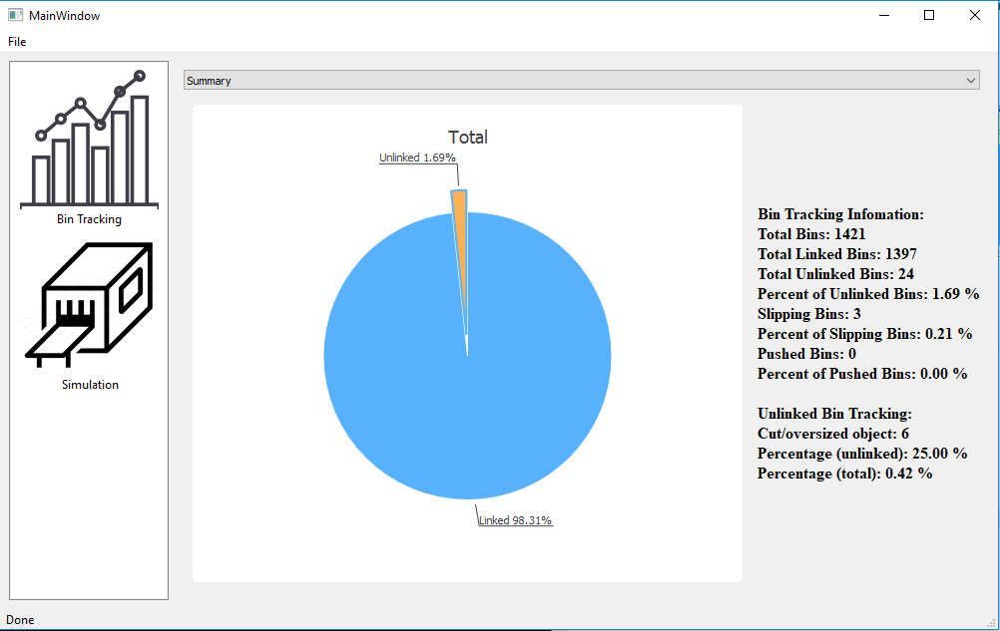 MainWindow
File
Summary
Bin Tracking
Simulation
Total
Unlinked 1.69%
Linked 98.31%
Bin Tracking Infomation:
Total Bins: 1421
Total Linked Bins: 1397
Total Unlinked Bins: 24
Percent of Unlinked Bins: 1.69 %
Slipping Bins: 3
Percent of Slipping Bins: 0.21 %
Pushed Bins: 0
Percent of Pushed Bins: 0.00 %
Unlinked Bin Tracking:
Cut/oversized object: 6
Percentage (unlinked): 25.00 %
Percentage (total): 0.42 %
Done